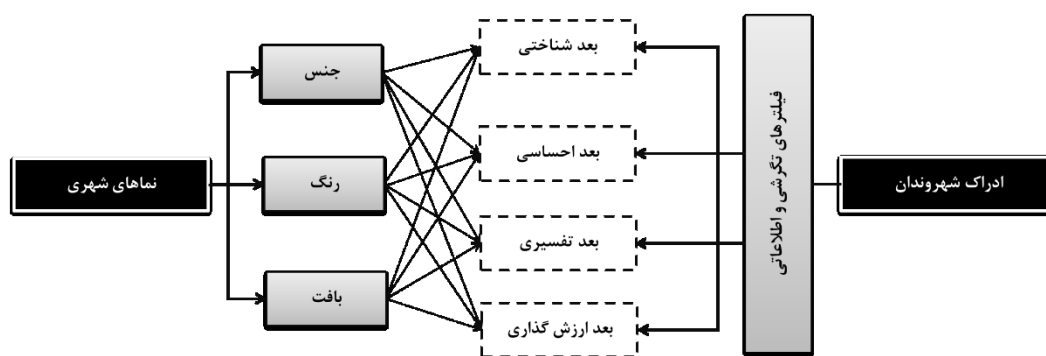 ادراک شهروندان
فیلترهای نگرشی و اطلاعاتی
بعد شناختی
بعد احساسی
بعد تفسیری
بعد ارزش گذاری
جنس
رنگ
بافت
نماهای شهری